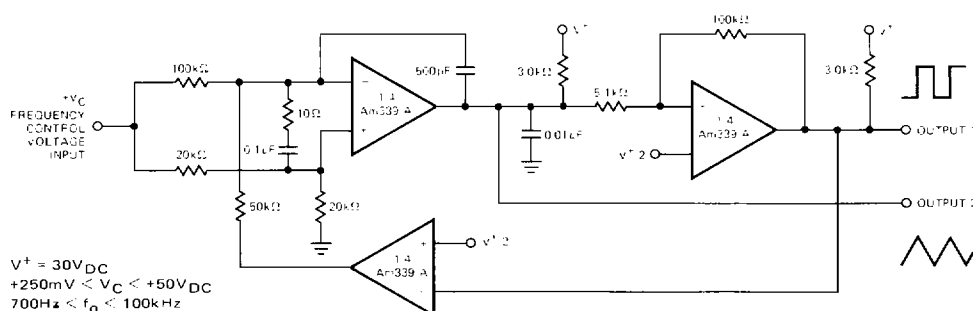 +VC
FREQUENCY
CONTROL
VOLTAGE
INPUT
100kΩ
20kΩ
10Ω
0.1µF
50kΩ
20kΩ
500pF
−
1/4
Am339/A
+
V+
3.0kΩ
5.1kΩ
0.01µF
100kΩ
1/4
Am339/A
V+/2
V+
3.0kΩ
OUTPUT 1
OUTPUT 2
+
1/4
Am339/A
−
V+/2
V+ = 30VDC
+250mV < VC < +50VDC
700Hz < fo < 100kHz